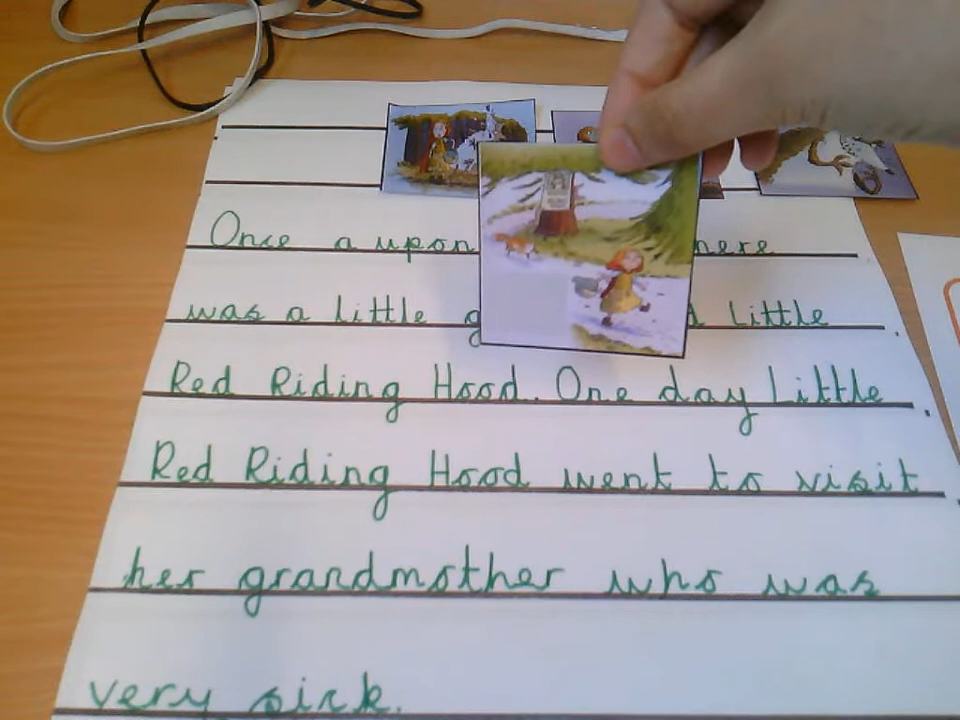 Once a upon here
was a little little
Red Riding Hood. One day Little
Red Riding Hood went to visit
her grandmother who was
very sick.